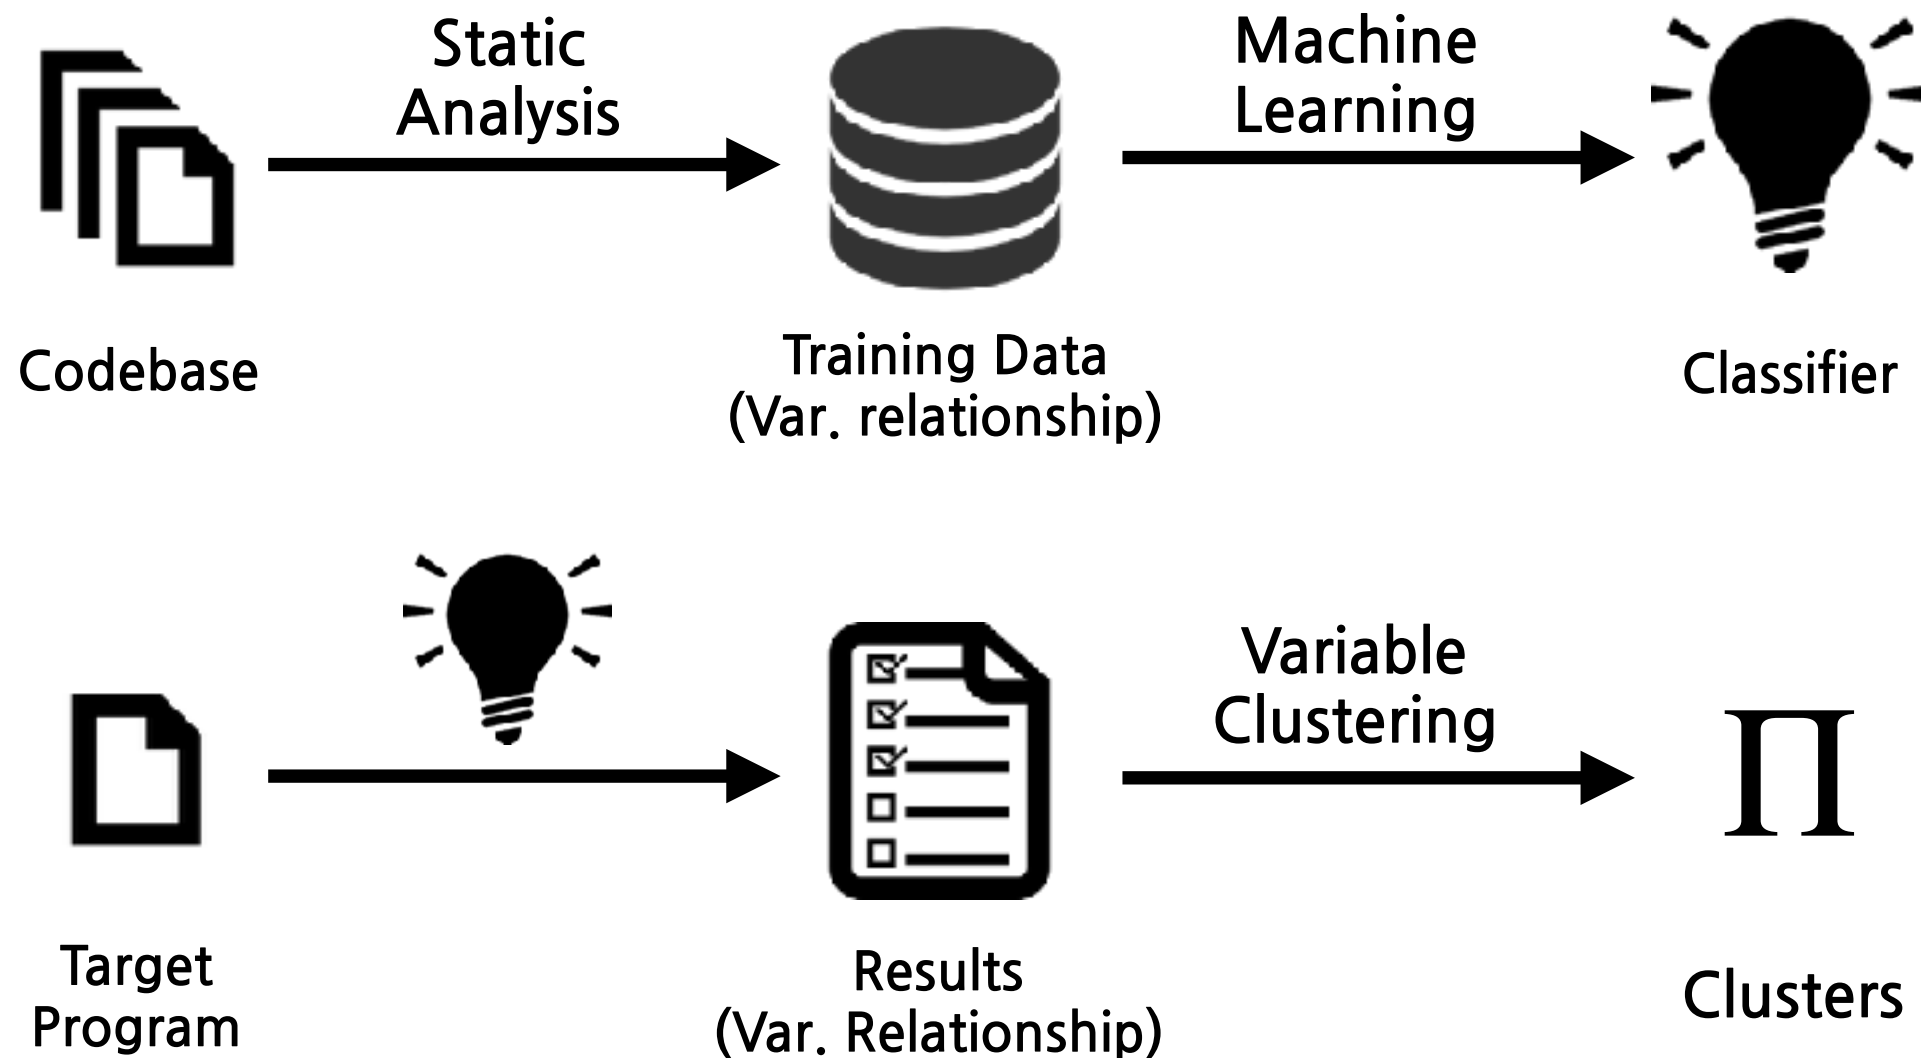 Static
Analysis
Machine
Learning
Codebase
Training Data
(Var. relationship)
Classifier
Variable
Clustering
Π
Target
Program
Results
(Var. Relationship)
Clusters